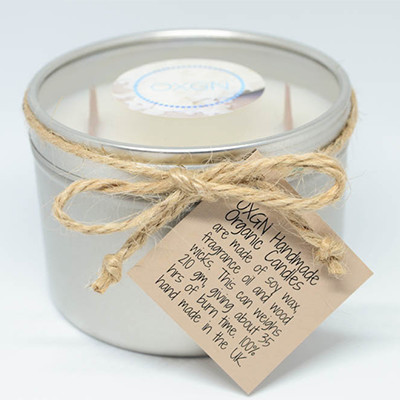 OXGN
OXGN Handmade
Organic Candles
are made of soy wax,
fragrance oil and wood
wicks. This can weighs
210 gm, giving about 35
hrs of burn time. 100%
hand made in the UK